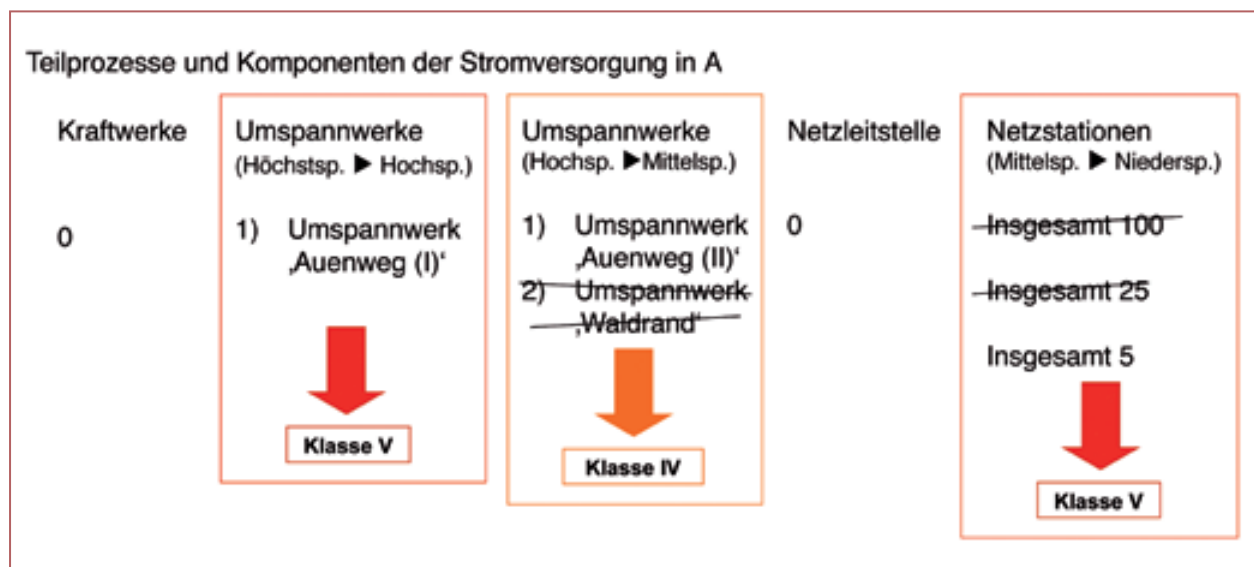 Teilprozesse und Komponenten der Stromversorgung in A
Kraftwerke
0
Umspannwerke
(Höchstsp. ▶ Hochsp.)
1) Umspannwerk
‚Auenweg (I)‘
Klasse V
Umspannwerke
(Hochsp. ▶Mittelsp.)
1) Umspannwerk
‚Auenweg (II)‘
2) Umspannwerk
‚Waldrand‘
Klasse IV
Netzleitstelle
0
Netzstationen
(Mittelsp. ▶ Niedersp.)
Insgesamt 100
Insgesamt 25
Insgesamt 5
Klasse V